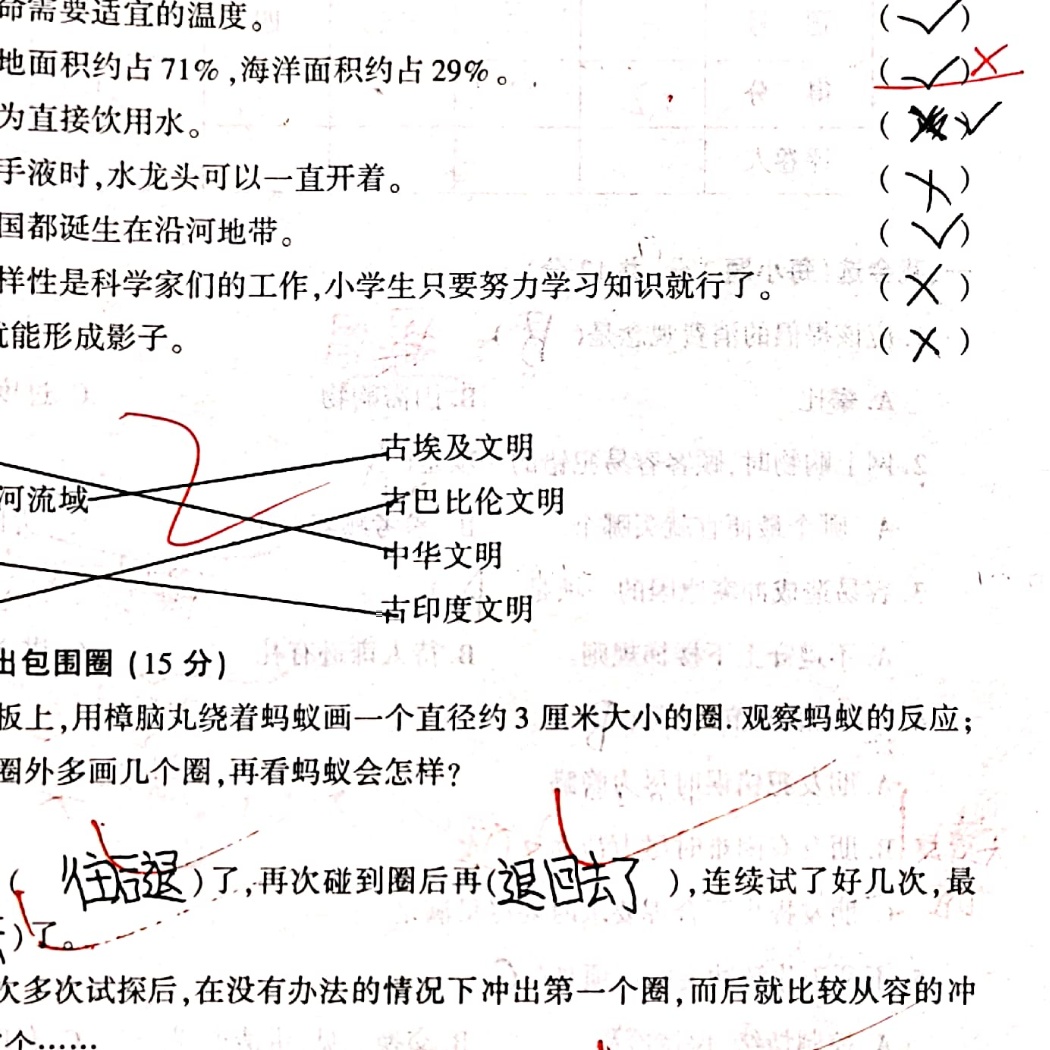 命需要适宜的温度。 (✓)
地面积约占71%,海洋面积约占29%。 (✓)×
为直接饮用水。 ( )✓
手液时,水龙头可以一直开着。 (×)
国都诞生在沿河地带。 (✓)
样性是科学家们的工作,小学生只要努力学习知识就行了。 (×)
就能形成影子。 (×)
古埃及文明
河流域 古巴比伦文明
中华文明
古印度文明
出包围圈 (15分)
板上,用樟脑丸绕着蚂蚁画一个直径约3厘米大小的圈.观察蚂蚁的反应;
圈外多画几个圈,再看蚂蚁会怎样?
(往后退)了,再次碰到圈后再(退回去了),连续试了好几次,最
)了。
次多次试探后,在没有办法的情况下冲出第一个圈,而后就比较从容的冲
个……